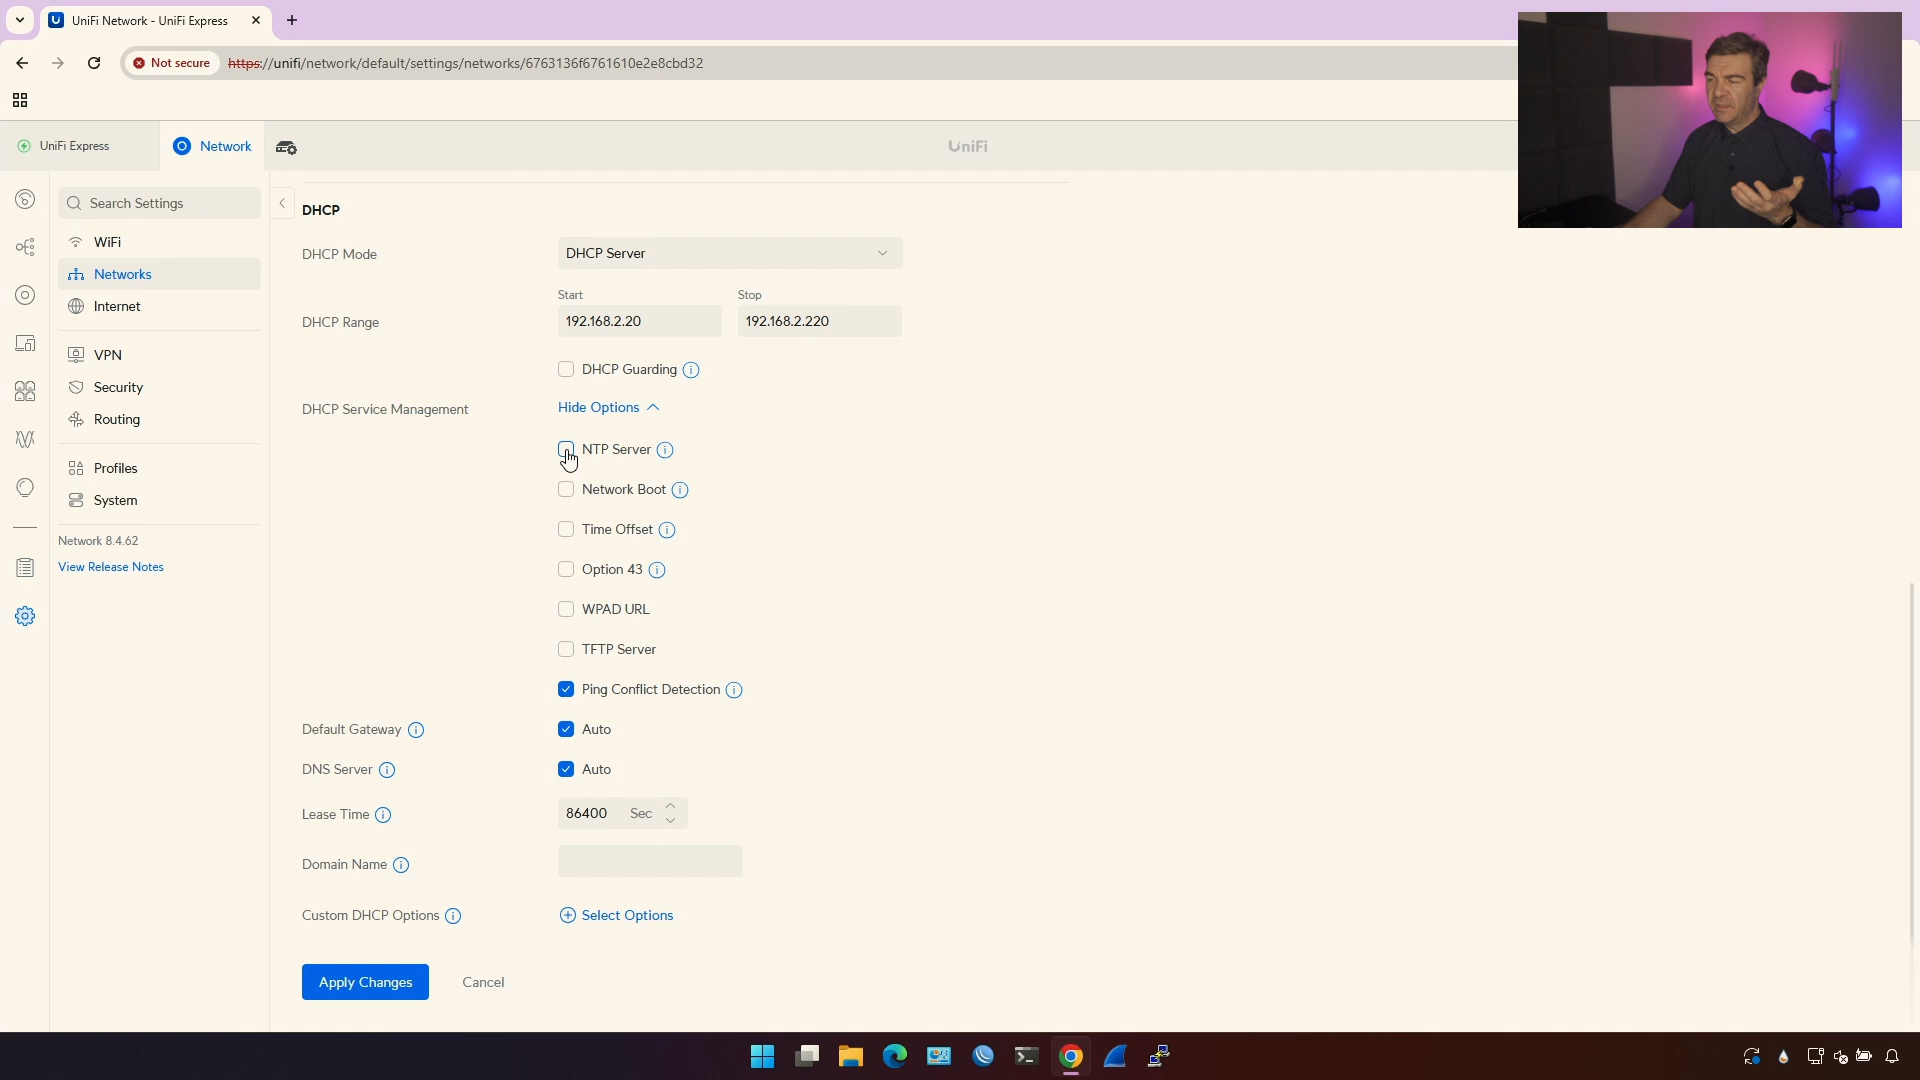 UniFi Network - UniFi Express
Not secure
https://unifi/network/default/settings/networks/6763136f6761610e2e8cbd32
UniFi Express
Network
UniFi
Search Settings
WiFi
Networks
Internet
VPN
Security
Routing
Profiles
System
Network 8.4.62
View Release Notes
DHCP
DHCP Mode
DHCP Server
Start
Stop
DHCP Range
192.168.2.20
192.168.2.220
DHCP Guarding
DHCP Service Management
Hide Options
NTP Server
Network Boot
Time Offset
Option 43
WPAD URL
TFTP Server
Ping Conflict Detection
Default Gateway
Auto
DNS Server
Auto
Lease Time
86400 Sec
Domain Name
Custom DHCP Options
Select Options
Apply Changes
Cancel